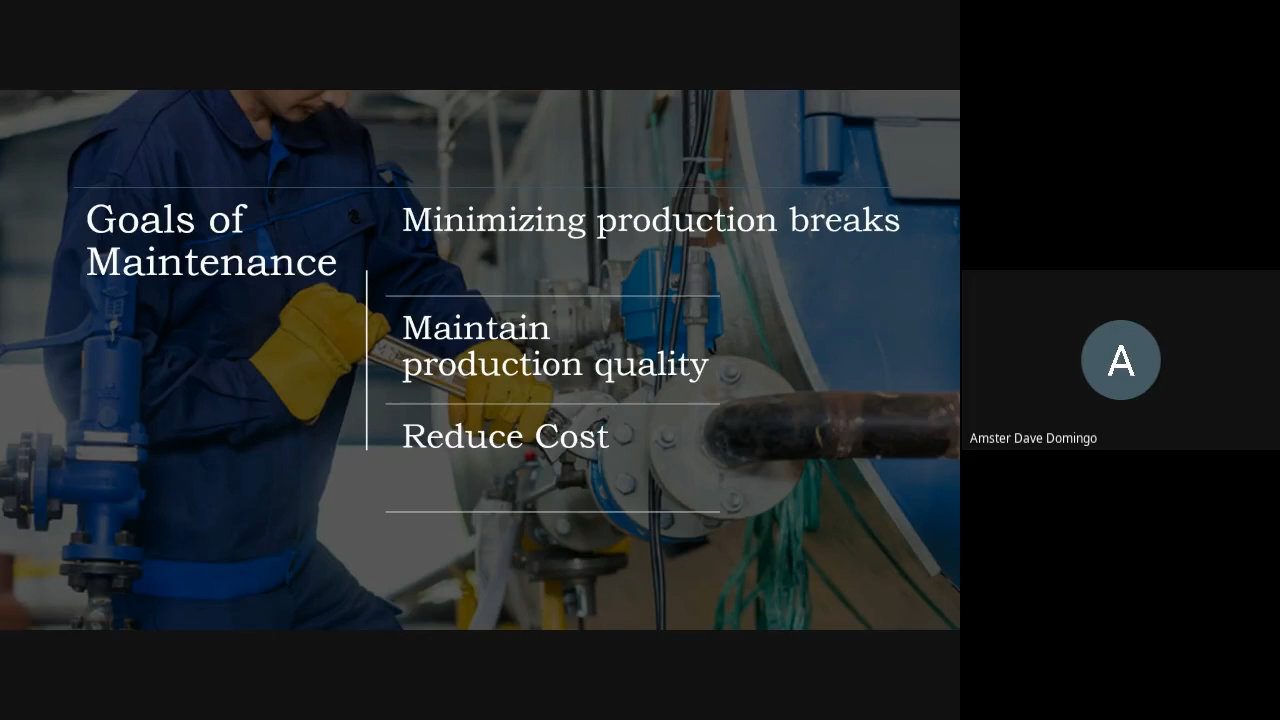 Goals of
Maintenance
Minimizing production breaks
Maintain
production quality
Reduce Cost
A
Amster Dave Domingo